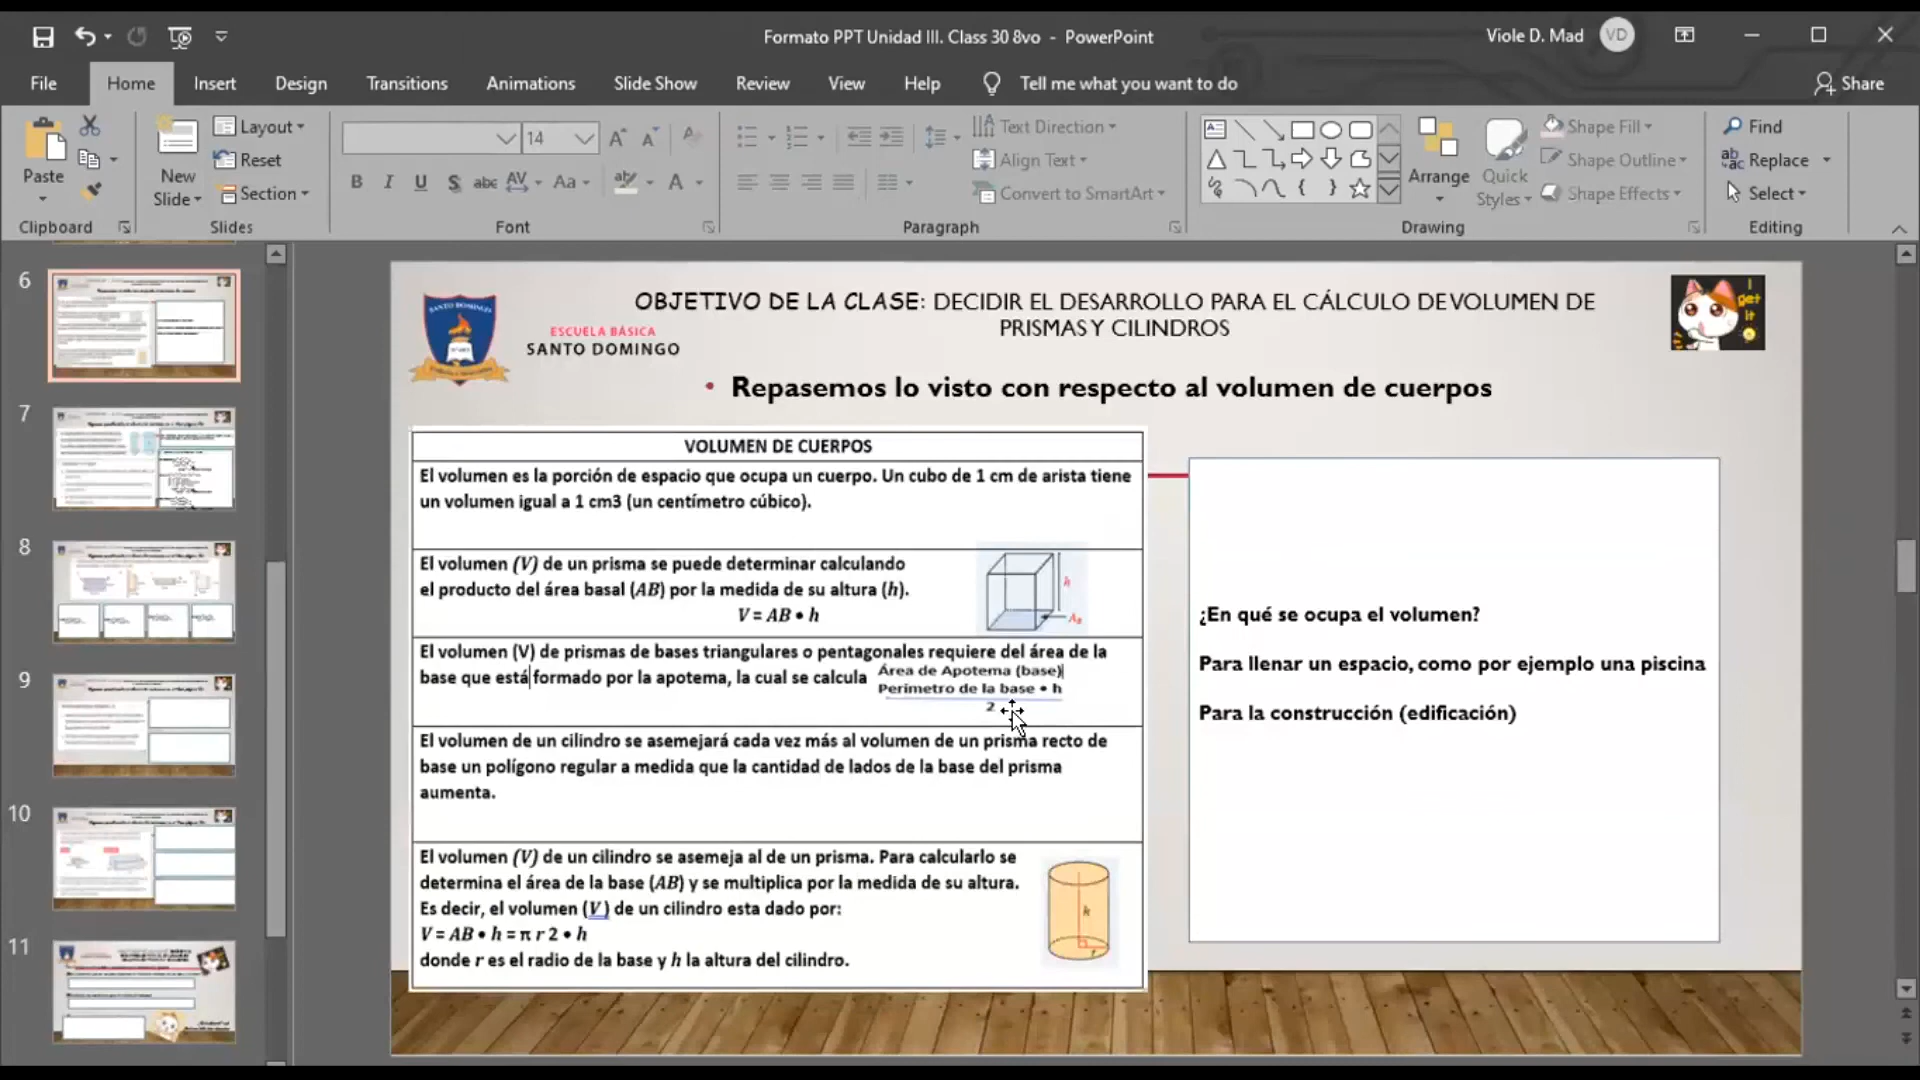 Formato PPT Unidad III. Class 30 8vo - PowerPoint
Viole D. Mad
VD
File
Home
Insert
Design
Transitions
Animations
Slide Show
Review
View
Help
Tell me what you want to do
Share
Paste
Clipboard
New
Slide
Layout
Reset
Section
Slides
14
Font
Text Direction
Align Text
Convert to SmartArt
Paragraph
Arrange
Quick
Styles
Shape Fill
Shape Outline
Shape Effects
Drawing
Find
Replace
Select
Editing
6
7
8
9
10
11
SANTO DOMINGO
ESCUELA BÁSICA
SANTO DOMINGO
OBJETIVO DE LA CLASE: DECIDIR EL DESARROLLO PARA EL CÁLCULO DE VOLUMEN DE
PRISMAS Y CILINDROS
I
get
it
• Repasemos lo visto con respecto al volumen de cuerpos
VOLUMEN DE CUERPOS
El volumen es la porción de espacio que ocupa un cuerpo. Un cubo de 1 cm de arista tiene
un volumen igual a 1 cm3 (un centímetro cúbico).
El volumen (V) de un prisma se puede determinar calculando
el producto del área basal (AB) por la medida de su altura (h).
V = AB • h
h
AB
El volumen (V) de prismas de bases triangulares o pentagonales requiere del área de la
base que está formado por la apotema, la cual se calcula
Área de Apotema (base)
Perímetro de la base • h
2
El volumen de un cilindro se asemejará cada vez más al volumen de un prisma recto de
base un polígono regular a medida que la cantidad de lados de la base del prisma
aumenta.
El volumen (V) de un cilindro se asemeja al de un prisma. Para calcularlo se
determina el área de la base (AB) y se multiplica por la medida de su altura.
Es decir, el volumen (V) de un cilindro esta dado por:
V = AB • h = π r 2 • h
donde r es el radio de la base y h la altura del cilindro.
h
r
¿En qué se ocupa el volumen?
Para llenar un espacio, como por ejemplo una piscina
Para la construcción (edificación)